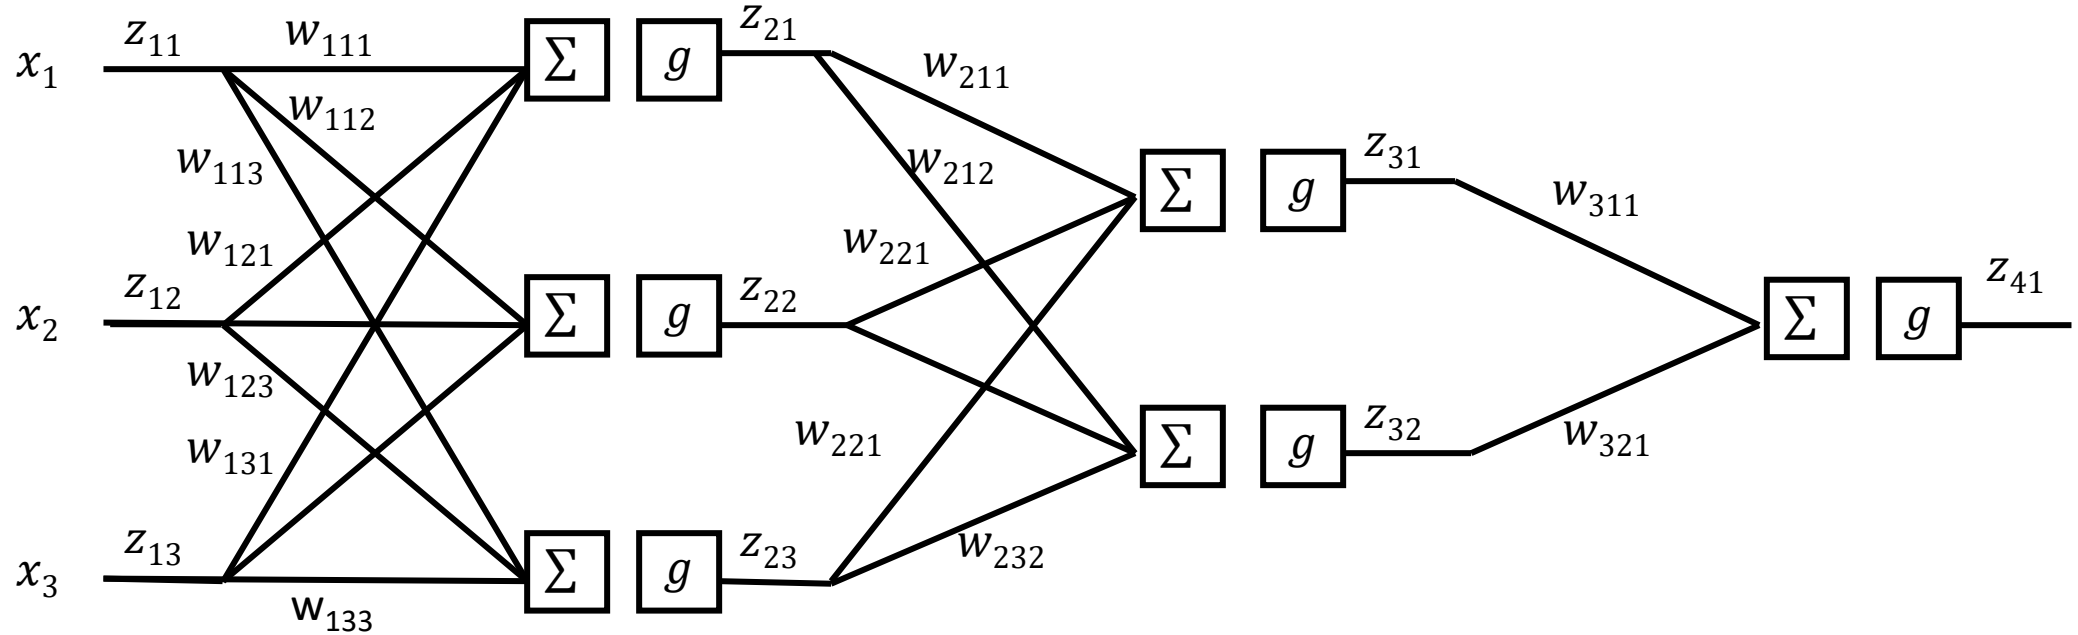 x₁ z₁₁ w₁₁₁ Σ g z₂₁
w₂₁₁
w₁₁₂
w₁₁₃ w₂₁₂ Σ g z₃₁
w₃₁₁
w₁₂₁ w₂₂₁
x₂ z₁₂ Σ g z₂₂ Σ g z₄₁
w₁₂₃
w₁₃₁ w₂₂₁ Σ g z₃₂ w₃₂₁
x₃ z₁₃ Σ g z₂₃ w₂₃₂
w₁₃₃